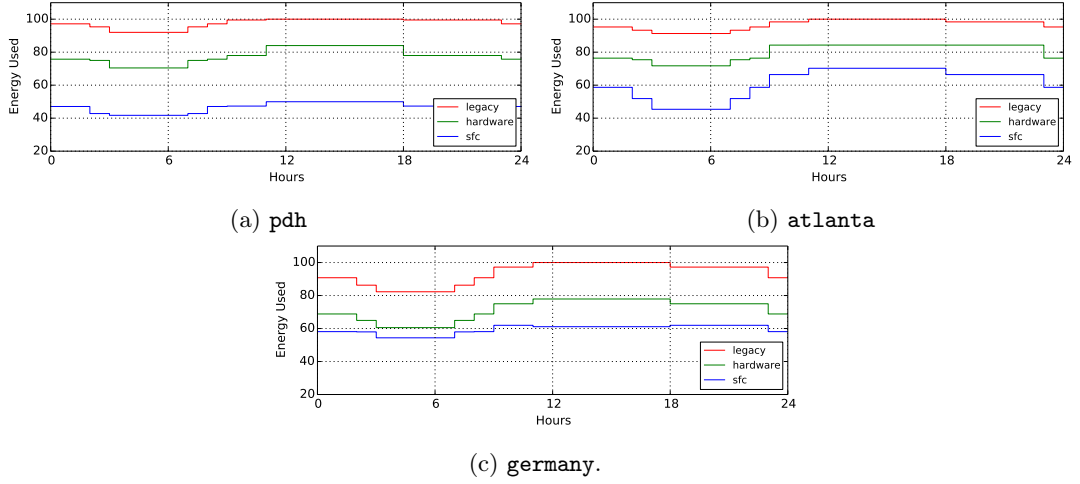 100
80
60
40
20
Energy Used
0 6 12 18 24
Hours
legacy
hardware
sfc
(a) pdh
100
80
60
40
20
Energy Used
0 6 12 18 24
Hours
legacy
hardware
sfc
(b) atlanta
100
80
60
40
20
Energy Used
0 6 12 18 24
Hours
legacy
hardware
sfc
(c) germany.